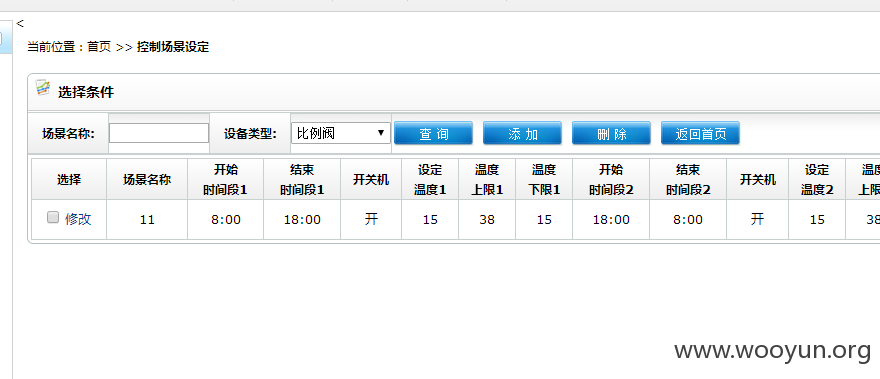 <
当前位置：首页 >> 控制场景设定
选择条件
场景名称: 设备类型: 比例阀 查 询 添 加 删 除 返回首页
选择 场景名称 开始时间段1 结束时间段1 开关机 设定温度1 温度上限1 温度下限1 开始时间段2 结束时间段2 开关机 设定温度2 温度上限
修改 11 8:00 18:00 开 15 38 15 18:00 8:00 开 15 38
www.wooyun.org